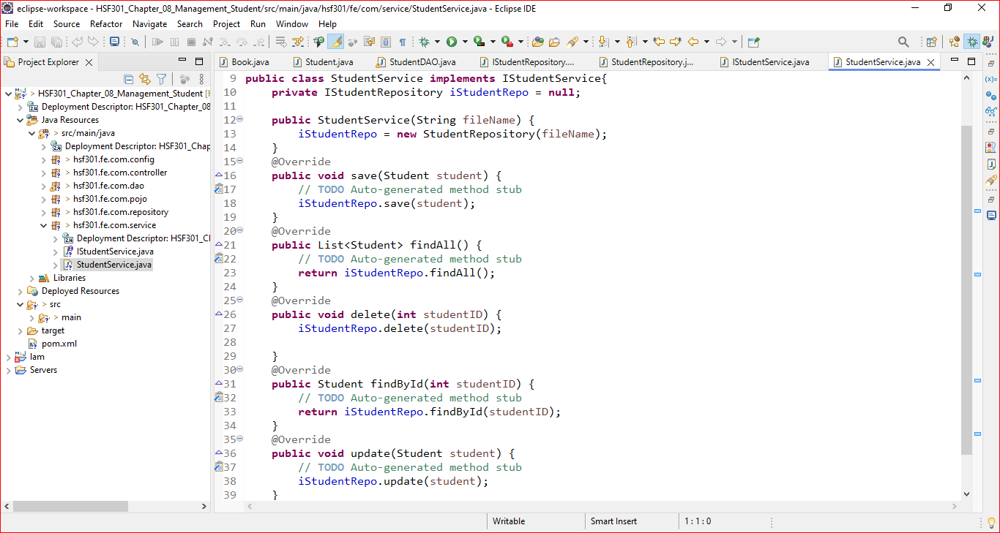 eclipse-workspace - HSF301_Chapter_08_Management_Student/src/main/java/hsf301/fe/com/service/StudentService.java - Eclipse IDE
File Edit Source Refactor Navigate Search Project Run Window Help
Project Explorer
Book.java Student.java StudentDAO.java IStudentRepository.... StudentRepository.j... IStudentService.java StudentService.java
> HSF301_Chapter_08_Management_Student [
Deployment Descriptor: HSF301_Chapter_08
Java Resources
> src/main/java
Deployment Descriptor: HSF301_Chap
> hsf301.fe.com.config
> hsf301.fe.com.controller
> hsf301.fe.com.dao
> hsf301.fe.com.pojo
> hsf301.fe.com.repository
> hsf301.fe.com.service
Deployment Descriptor: HSF301_Cl
IStudentService.java
StudentService.java
Libraries
Deployed Resources
> src
> main
target
pom.xml
lam
Servers
9 public class StudentService implements IStudentService{
10 private IStudentRepository iStudentRepo = null;
11
12 public StudentService(String fileName) {
13 iStudentRepo = new StudentRepository(fileName);
14 }
15 @Override
16 public void save(Student student) {
17 // TODO Auto-generated method stub
18 iStudentRepo.save(student);
19 }
20 @Override
21 public List<Student> findAll() {
22 // TODO Auto-generated method stub
23 return iStudentRepo.findAll();
24 }
25 @Override
26 public void delete(int studentID) {
27 iStudentRepo.delete(studentID);
28
29 }
30 @Override
31 public Student findById(int studentID) {
32 // TODO Auto-generated method stub
33 return iStudentRepo.findById(studentID);
34 }
35 @Override
36 public void update(Student student) {
37 // TODO Auto-generated method stub
38 iStudentRepo.update(student);
39 }
Writable Smart Insert 1 : 1 : 0